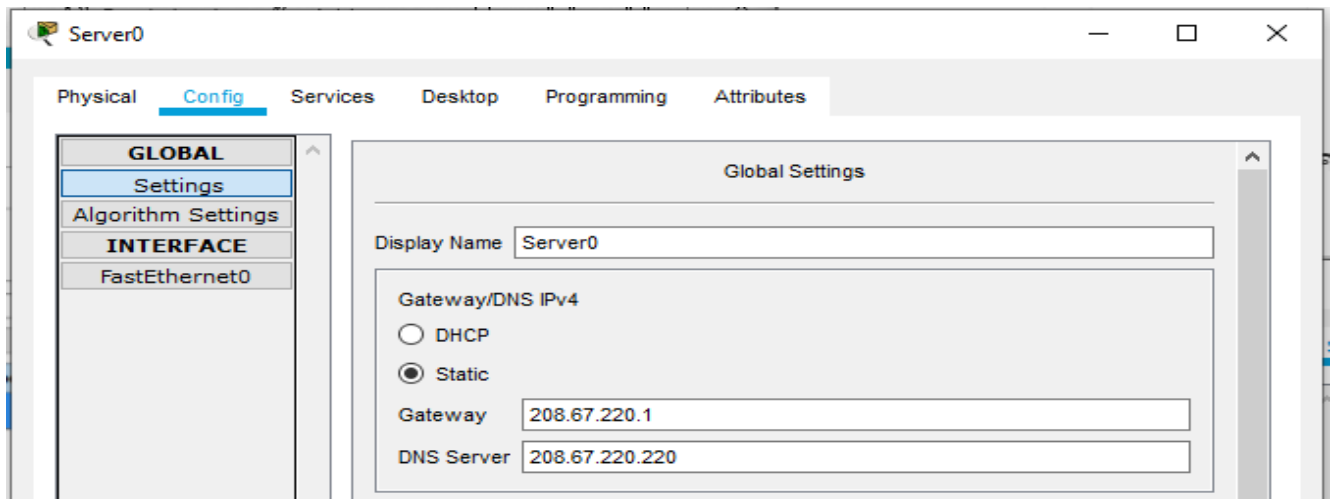 Server0
Physical Config Services Desktop Programming Attributes
GLOBAL
Settings
Algorithm Settings
INTERFACE
FastEthernet0
Global Settings
Display Name Server0
Gateway/DNS IPv4
DHCP
Static
Gateway 208.67.220.1
DNS Server 208.67.220.220